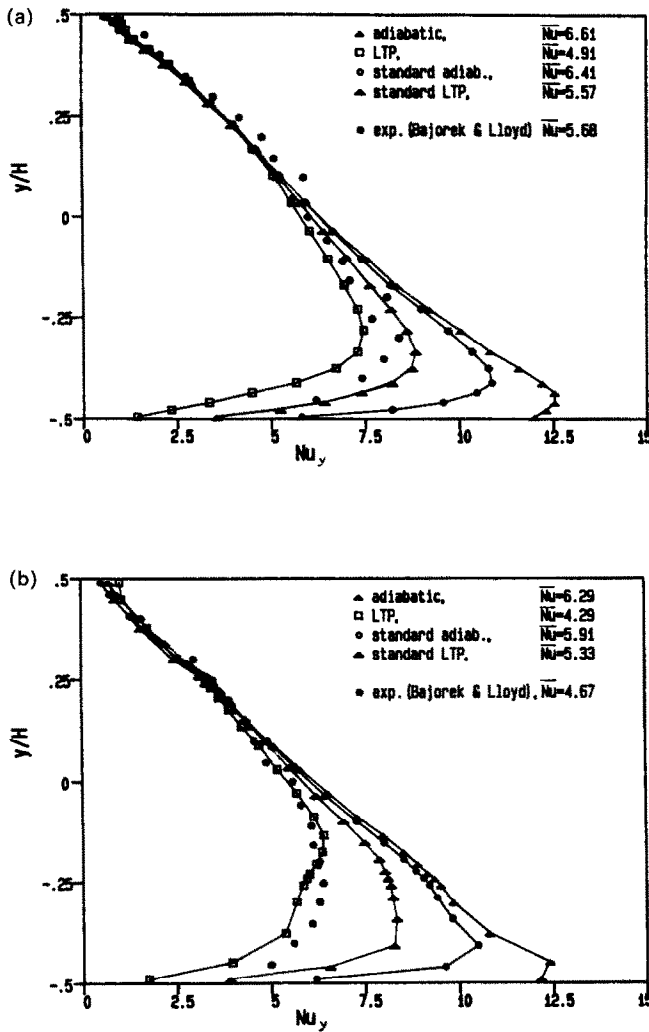 (a)
.5
.25
0
-.25
-.5
y/H
0
2.5
5
7.5
10
12.5
15
Nu_y
adiabatic, Nu=6.61
LTP, Nu=4.91
standard adiab., Nu=6.41
standard LTP, Nu=5.57
exp. (Bajorek & Lloyd) Nu=5.68
(b)
.5
.25
0
-.25
-.5
y/H
0
2.5
5
7.5
10
12.5
15
Nu_y
adiabatic, Nu=6.29
LTP, Nu=4.29
standard adiab., Nu=5.91
standard LTP, Nu=5.33
exp. (Bajorek & Lloyd), Nu=4.67